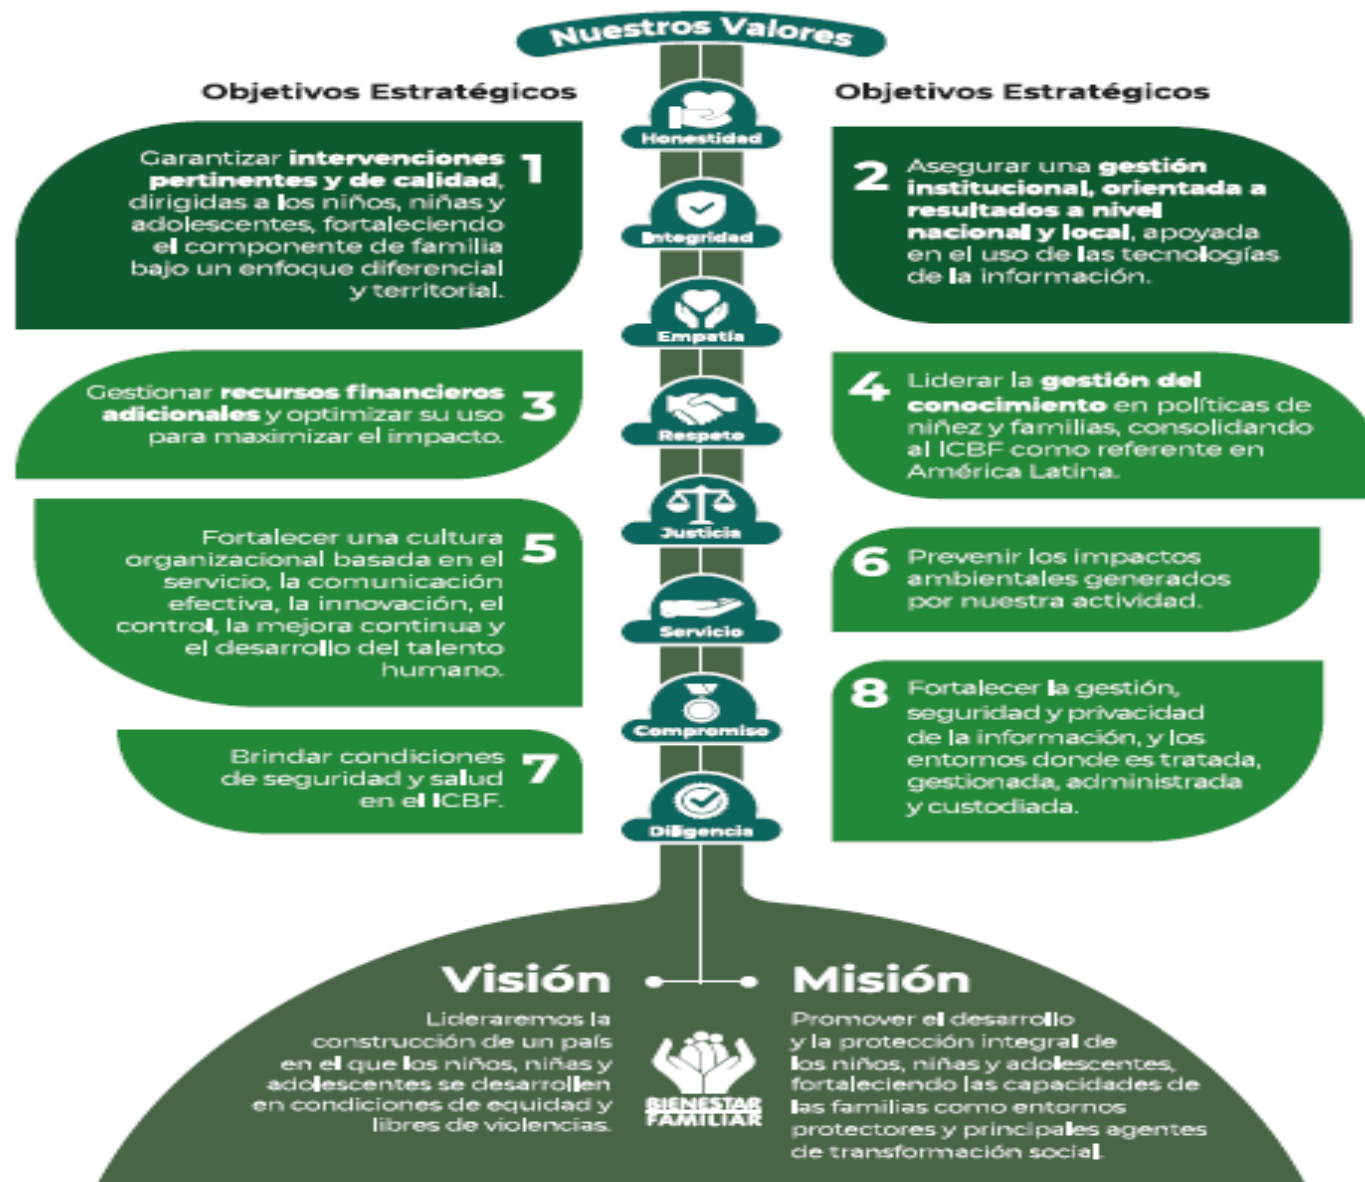 Nuestros Valores
Objetivos Estratégicos
1
Garantizar intervenciones
pertinentes y de calidad,
dirigidas a los niños, niñas y
adolescentes, fortaleciendo
el componente de familia
bajo un enfoque diferencial
y territorial.
3
Gestionar recursos financieros
adicionales y optimizar su uso
para maximizar el impacto.
5
Fortalecer una cultura
organizacional basada en el
servicio, la comunicación
efectiva, la innovación, el
control, la mejora continua y
el desarrollo del talento
humano.
7
Brindar condiciones
de seguridad y salud
en el ICBF.
Honestidad
Integridad
Empatía
Respeto
Justicia
Servicio
Compromiso
Diligencia
Objetivos Estratégicos
2
Asegurar una gestión
institucional, orientada a
resultados a nivel
nacional y local, apoyada
en el uso de las tecnologías
de la información.
4
Liderar la gestión del
conocimiento en políticas de
niñez y familias, consolidando
al ICBF como referente en
América Latina.
6
Prevenir los impactos
ambientales generados
por nuestra actividad.
8
Fortalecer la gestión,
seguridad y privacidad
de la información, y los
entornos donde es tratada,
gestionada, administrada
y custodiada.
Visión
Lideraremos la
construcción de un país
en el que los niños, niñas y
adolescentes se desarrollen
en condiciones de equidad y
libres de violencias.
BIENESTAR
FAMILIAR
Misión
Promover el desarrollo
y la protección integral de
los niños, niñas y adolescentes,
fortaleciendo las capacidades de
las familias como entornos
protectores y principales agentes
de transformación social.